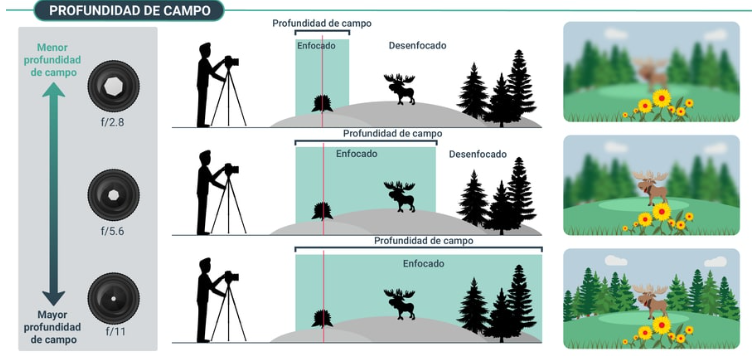 PROFUNDIDAD DE CAMPO
Menor
profundidad
de campo
f/2.8
f/5.6
f/11
Mayor
profundidad
de campo
Profundidad de campo
Enfocado
Desenfocado
Profundidad de campo
Enfocado
Desenfocado
Profundidad de campo
Enfocado